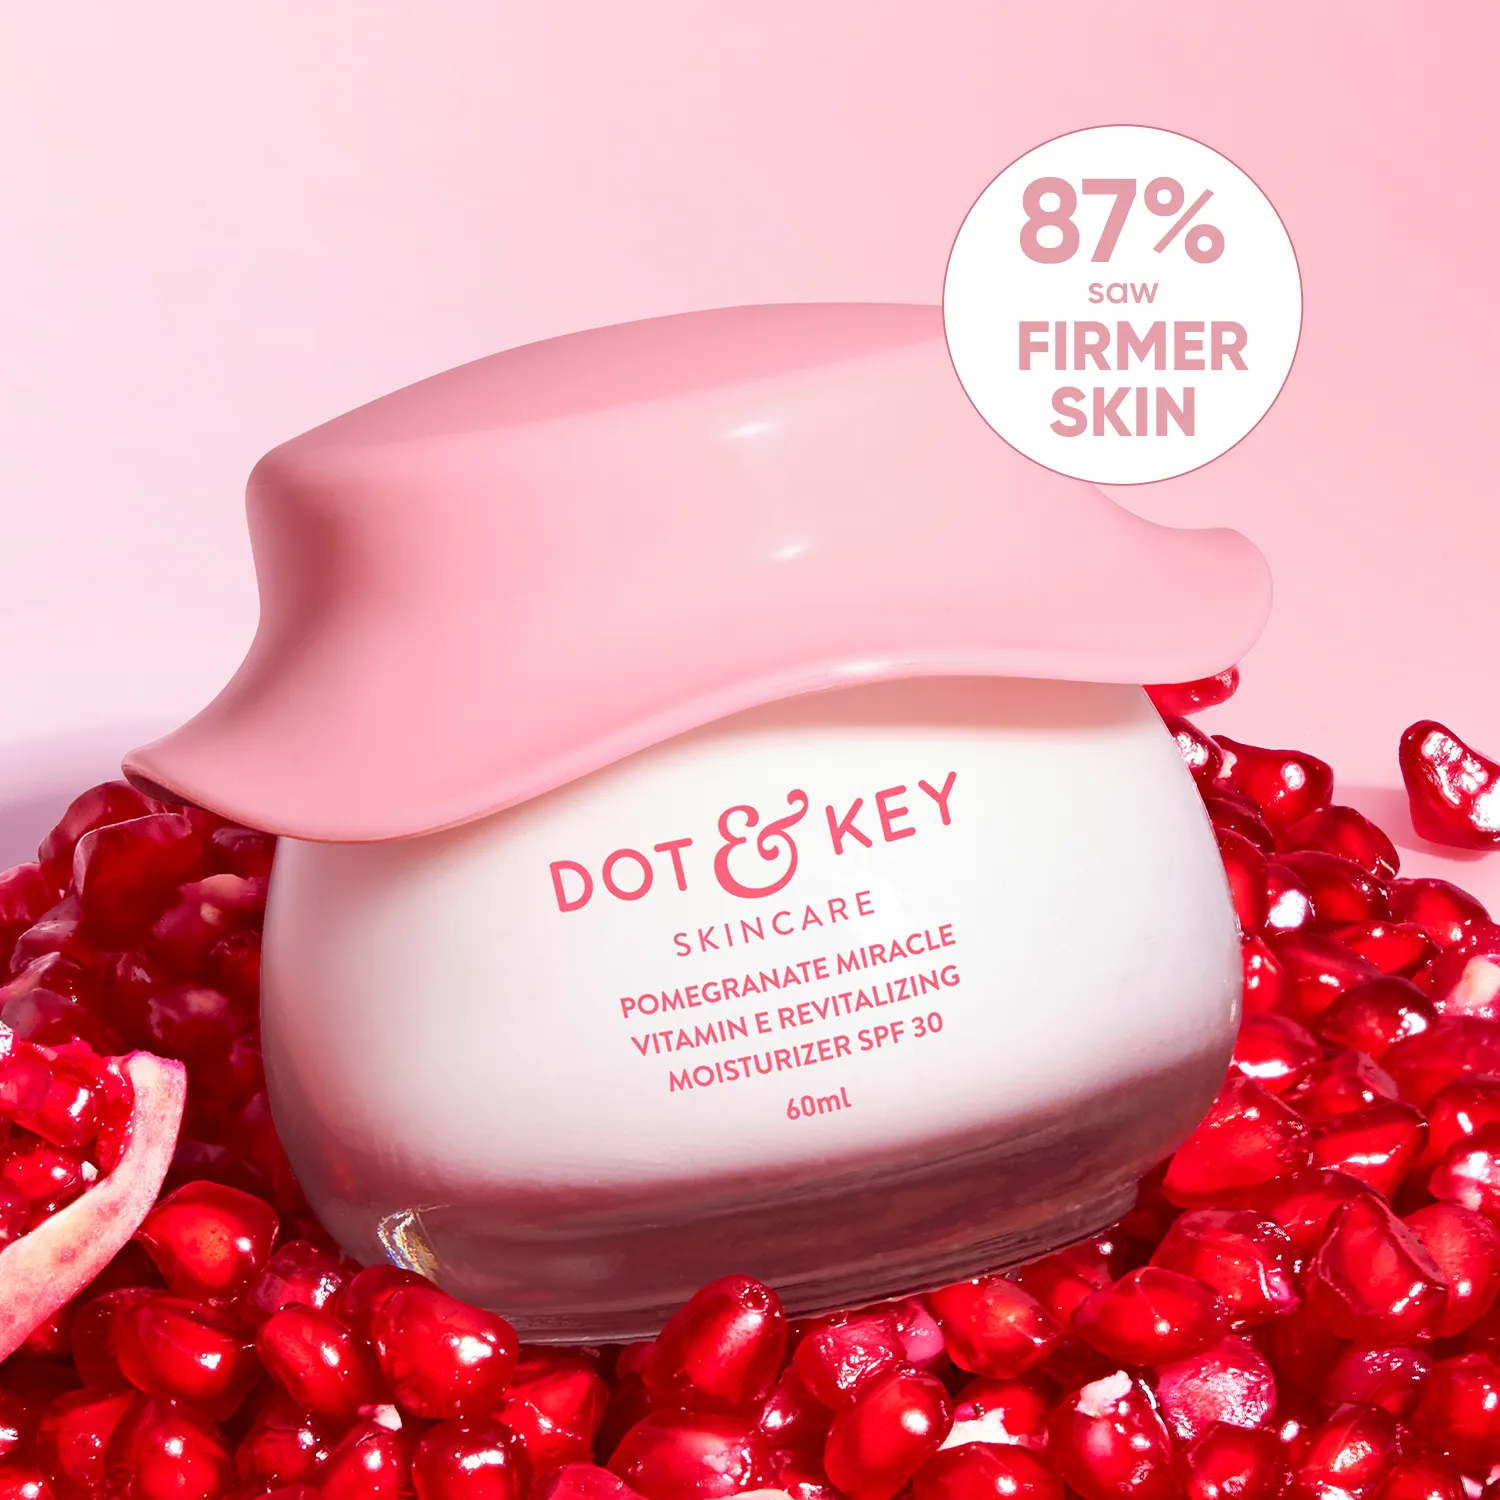 87%
saw
FIRMER
SKIN
DOT & KEY
SKINCARE
POMEGRANATE MIRACLE
VITAMIN E REVITALIZING
MOISTURIZER SPF 30
60ml